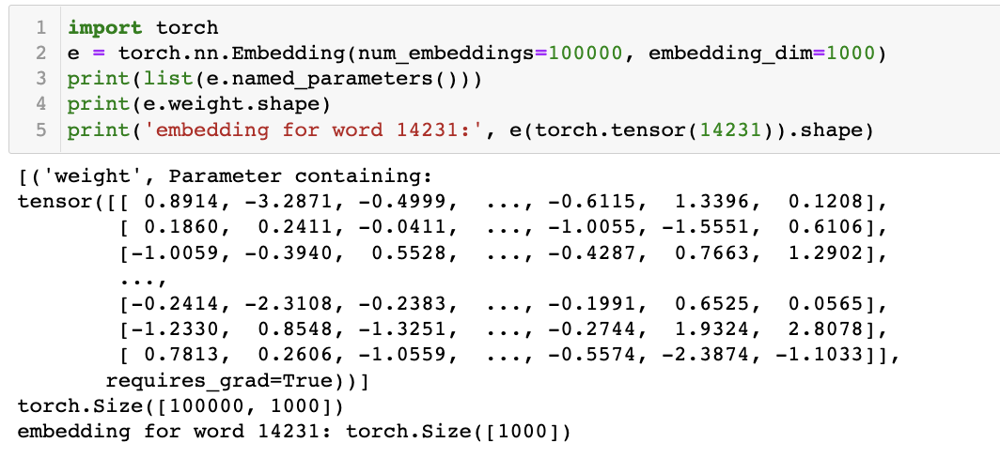 1 import torch
2 e = torch.nn.Embedding(num_embeddings=100000, embedding_dim=1000)
3 print(list(e.named_parameters()))
4 print(e.weight.shape)
5 print('embedding for word 14231:', e(torch.tensor(14231)).shape)
[('weight', Parameter containing:
tensor([[ 0.8914, -3.2871, -0.4999,  ..., -0.6115,  1.3396,  0.1208],
        [ 0.1860,  0.2411, -0.0411,  ..., -1.0055, -1.5551,  0.6106],
        [-1.0059, -0.3940,  0.5528,  ..., -0.4287,  0.7663,  1.2902],
        ...,
        [-0.2414, -2.3108, -0.2383,  ..., -0.1991,  0.6525,  0.0565],
        [-1.2330,  0.8548, -1.3251,  ..., -0.2744,  1.9324,  2.8078],
        [ 0.7813,  0.2606, -1.0559,  ..., -0.5574, -2.3874, -1.1033]],
       requires_grad=True))]
torch.Size([100000, 1000])
embedding for word 14231: torch.Size([1000])